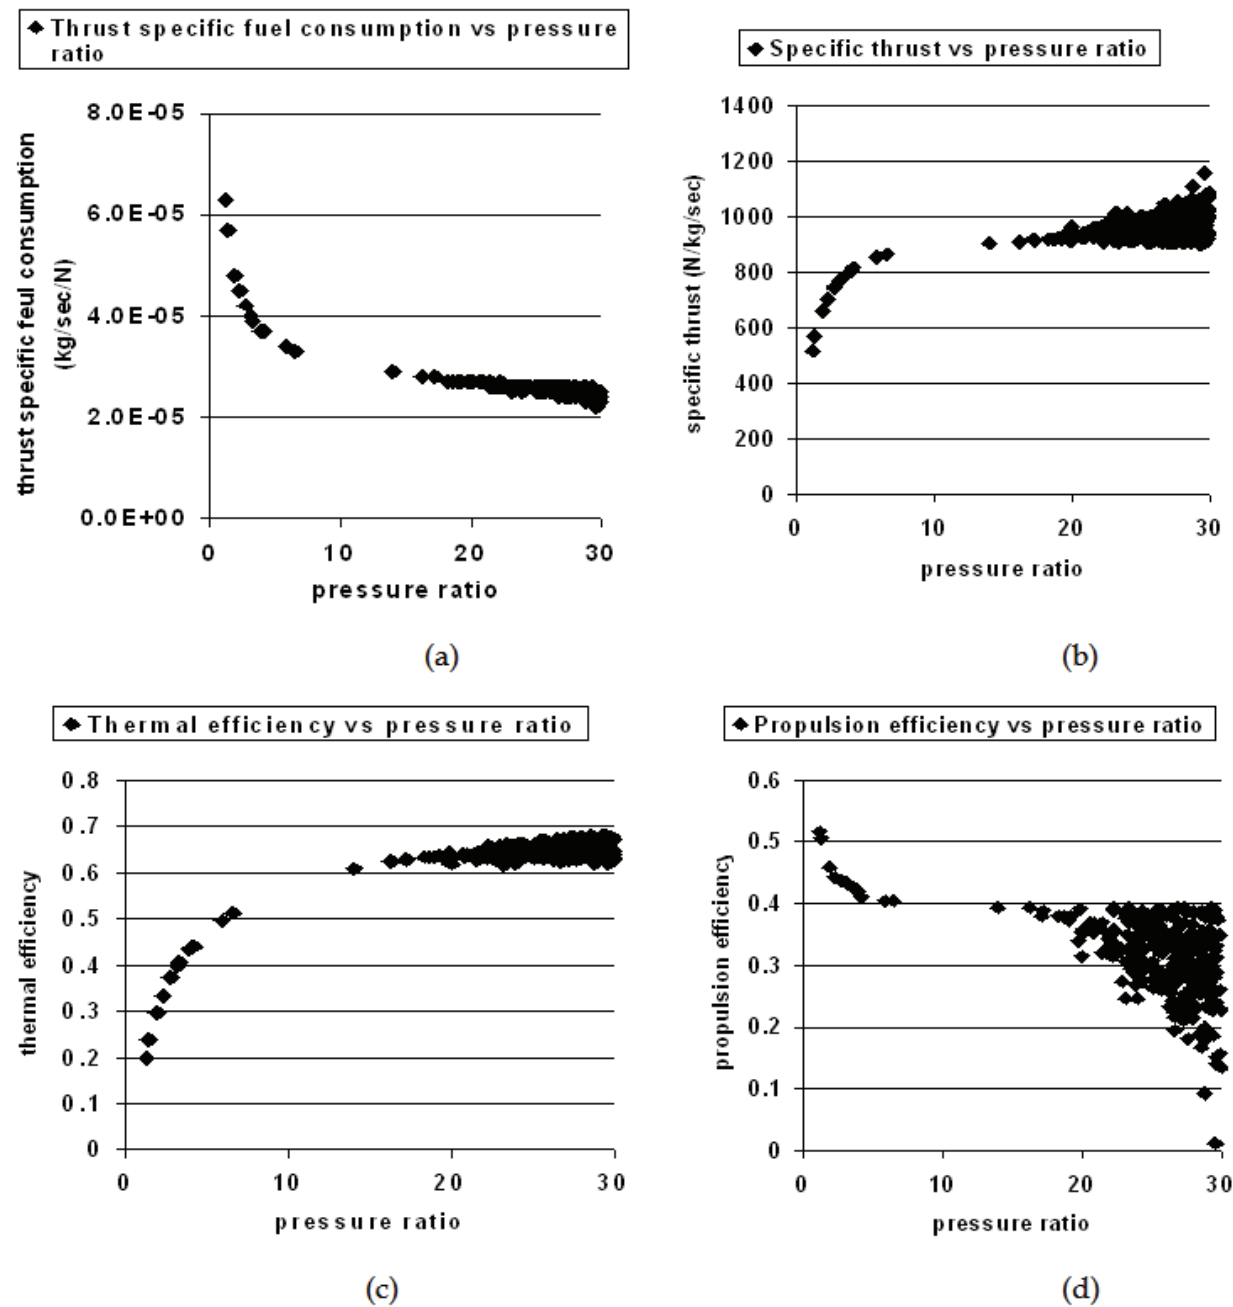 Thrust specific fuel consumption vs pressure
ratio
8.0E-05
6.0E-05
4.0E-05
2.0E-05
0.0E+00
0 10 20 30
thrust specific feul consumption
(kg/sec/N)
pressure ratio
(a)
Specific thrust vs pressure ratio
1400
1200
1000
800
600
400
200
0
0 10 20 30
specific thrust (N/kg/sec)
pressure ratio
(b)
Thermal efficiency vs pressure ratio
0.8
0.7
0.6
0.5
0.4
0.3
0.2
0.1
0
0 10 20 30
thermal efficiency
pressure ratio
(c)
Propulsion efficiency vs pressure ratio
0.6
0.5
0.4
0.3
0.2
0.1
0
0 10 20 30
propulsion efficiency
pressure ratio
(d)